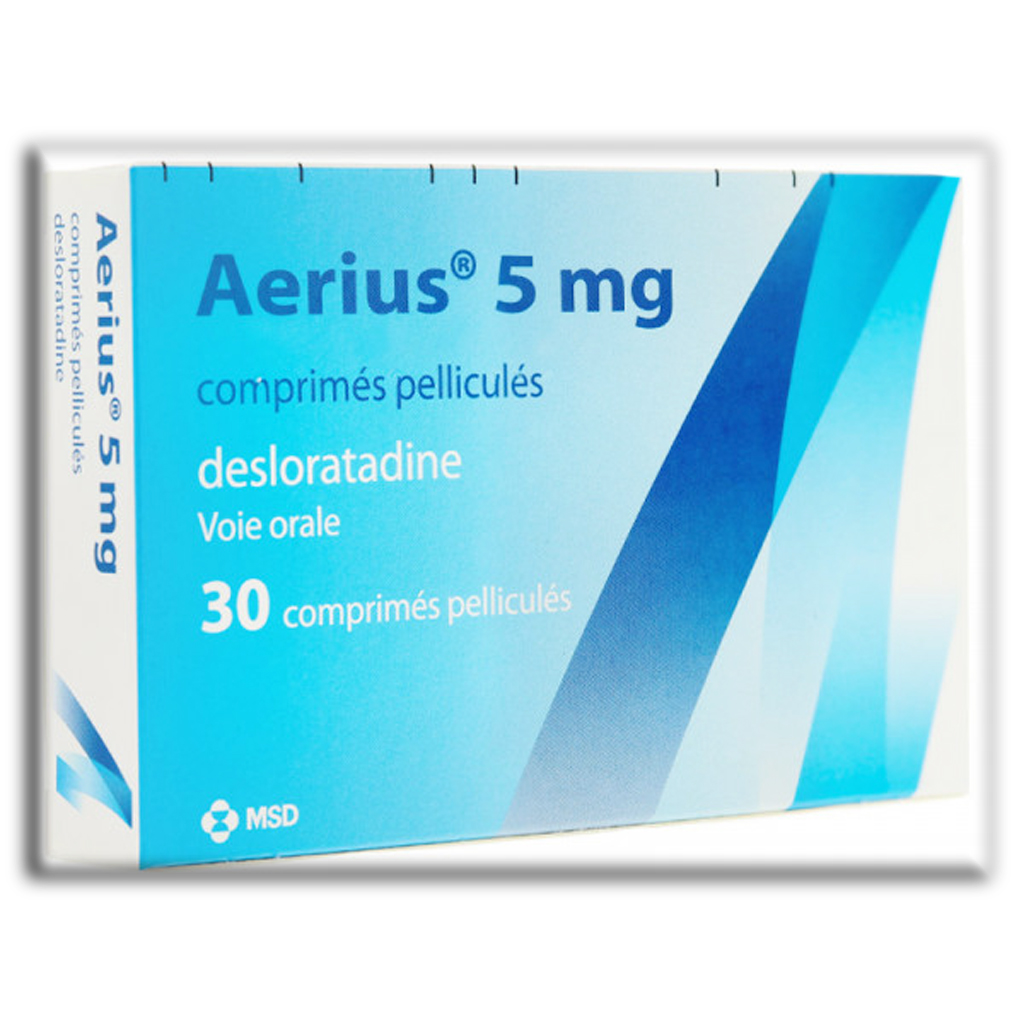 Aerius® 5 mg
comprimés pelliculés
desloratadine
Aerius® 5 mg
comprimés pelliculés
desloratadine
Voie orale
30 comprimés pelliculés
MSD